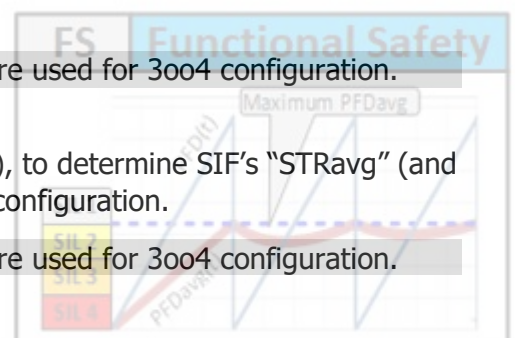 FS Functional Safety
re used for 3oo4 configuration.
Maximum PFDavg
), to determine SIF's “STRavg” (and
configuration.
SIL 2
re used for 3oo4 configuration.
SIL 3
SIL 4
PFDavg(t)